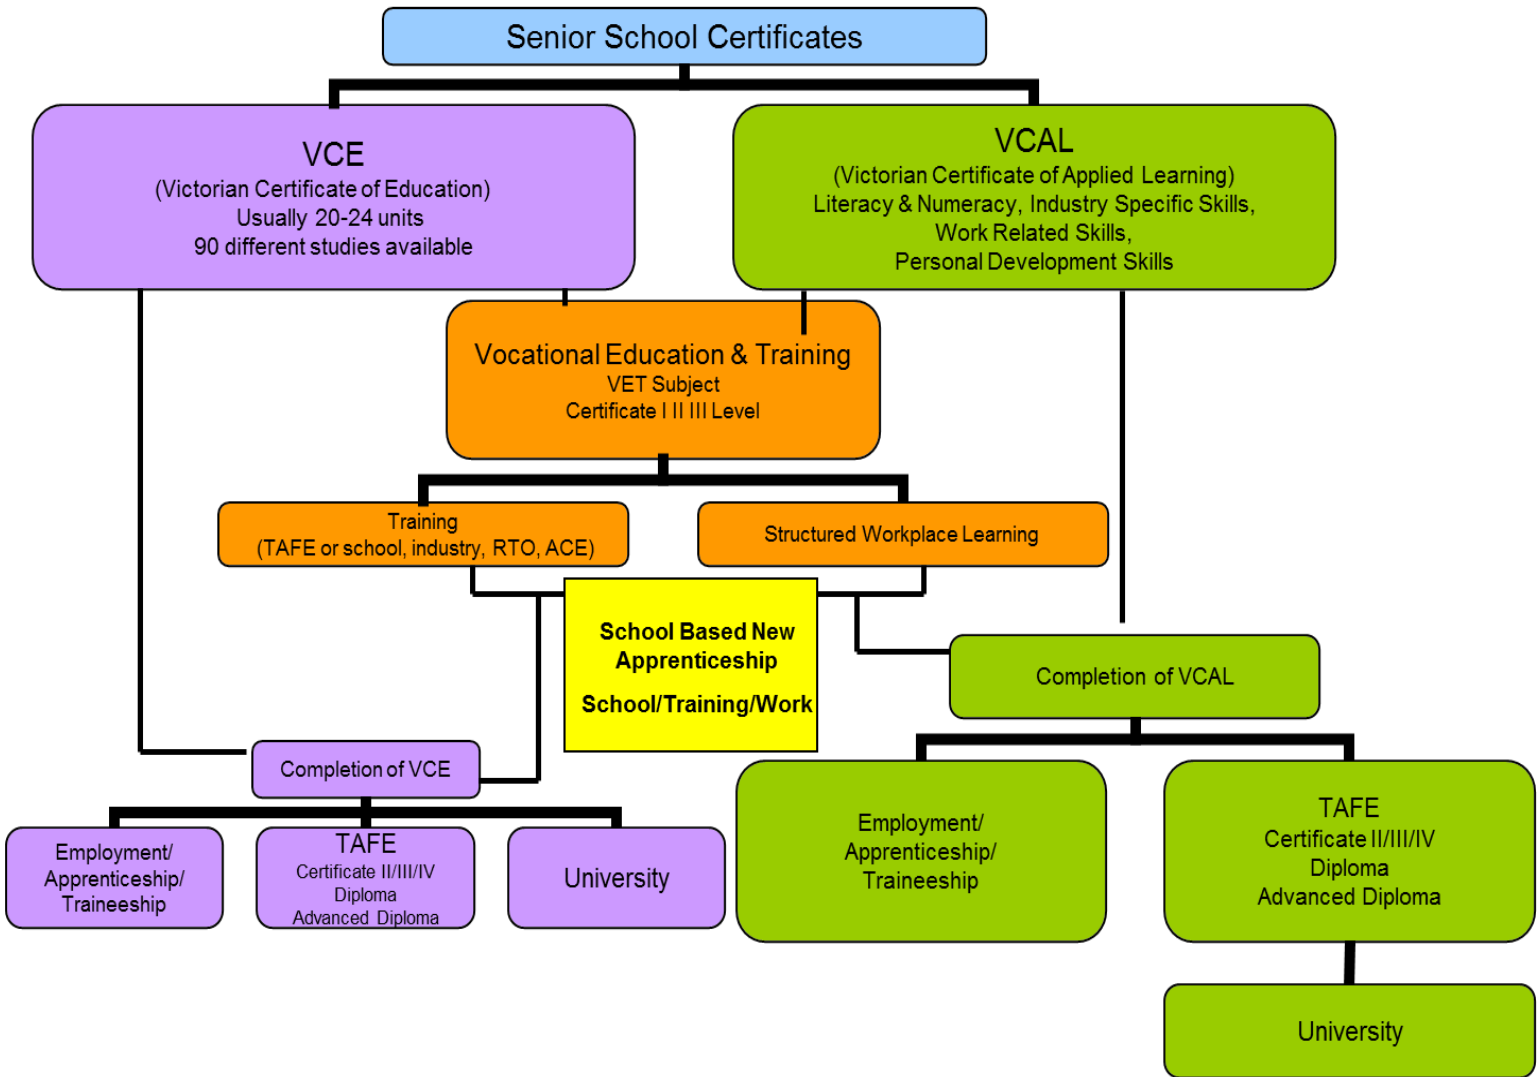 Senior School Certificates
VCE
(Victorian Certificate of Education)
Usually 20-24 units
90 different studies available
VCAL
(Victorian Certificate of Applied Learning)
Literacy & Numeracy, Industry Specific Skills,
Work Related Skills,
Personal Development Skills
Vocational Education & Training
VET Subject
Certificate I II III Level
Training
(TAFE or school, industry, RTO, ACE)
Structured Workplace Learning
School Based New
Apprenticeship
School/Training/Work
Completion of VCAL
Completion of VCE
Employment/
Apprenticeship/
Traineeship
TAFE
Certificate II/III/IV
Diploma
Advanced Diploma
University
Employment/
Apprenticeship/
Traineeship
TAFE
Certificate II/III/IV
Diploma
Advanced Diploma
University